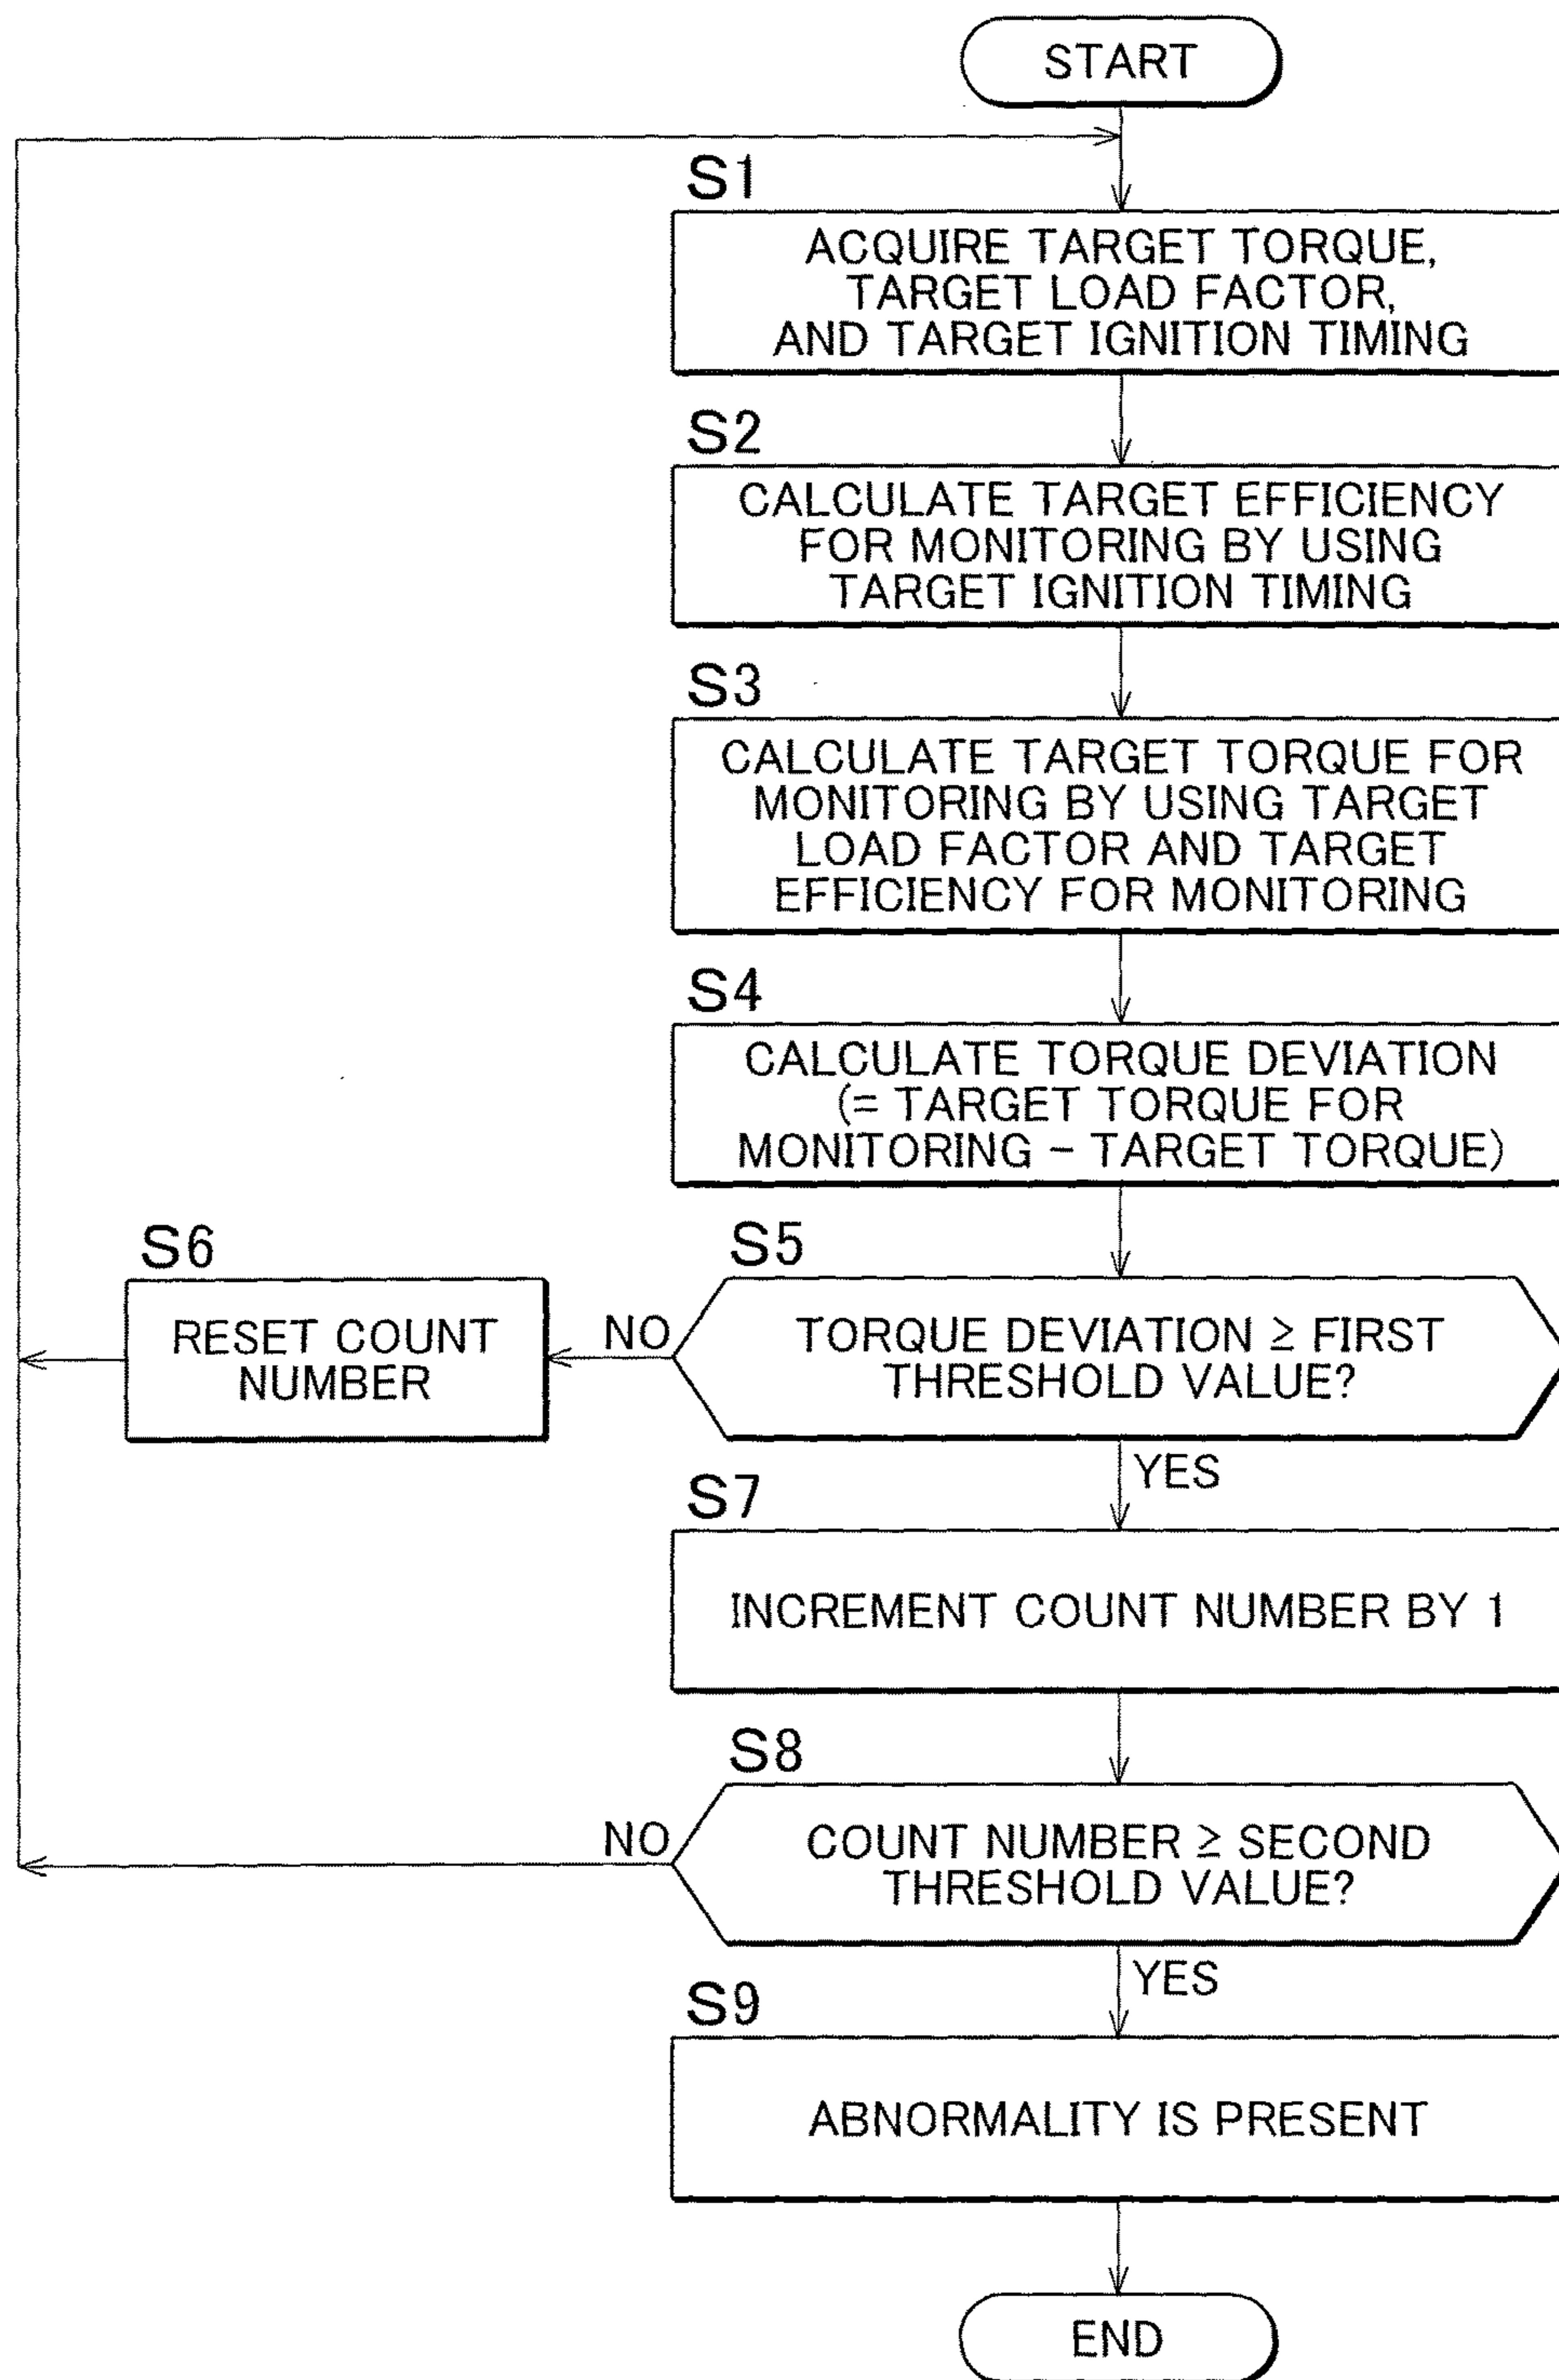 START
S1
ACQUIRE TARGET TORQUE,
TARGET LOAD FACTOR,
AND TARGET IGNITION TIMING
S2
CALCULATE TARGET EFFICIENCY
FOR MONITORING BY USING
TARGET IGNITION TIMING
S3
CALCULATE TARGET TORQUE FOR
MONITORING BY USING TARGET
LOAD FACTOR AND TARGET
EFFICIENCY FOR MONITORING
S4
CALCULATE TORQUE DEVIATION
(= TARGET TORQUE FOR
MONITORING − TARGET TORQUE)
S5
TORQUE DEVIATION ≥ FIRST
THRESHOLD VALUE?
NO
S6
RESET COUNT
NUMBER
YES
S7
INCREMENT COUNT NUMBER BY 1
S8
COUNT NUMBER ≥ SECOND
THRESHOLD VALUE?
NO
YES
S9
ABNORMALITY IS PRESENT
END